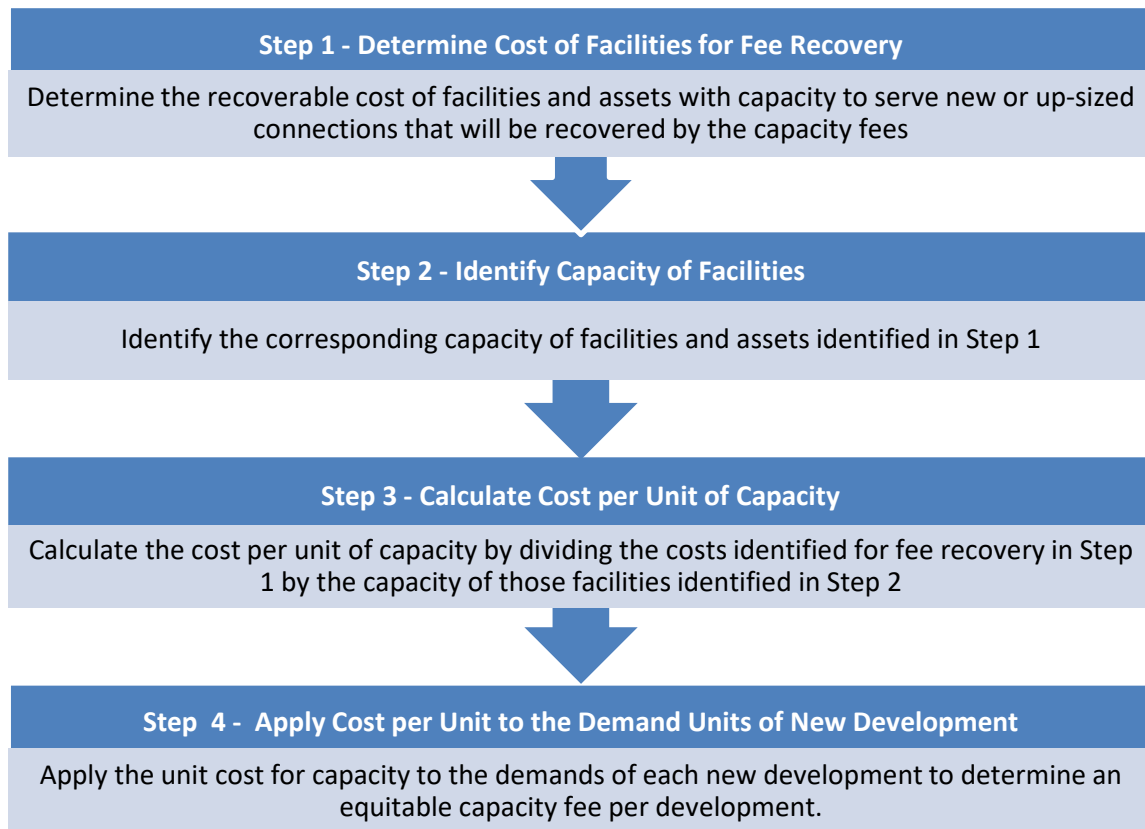 Step 1 - Determine Cost of Facilities for Fee Recovery
Determine the recoverable cost of facilities and assets with capacity to serve new or up-sized
connections that will be recovered by the capacity fees
Step 2 - Identify Capacity of Facilities
Identify the corresponding capacity of facilities and assets identified in Step 1
Step 3 - Calculate Cost per Unit of Capacity
Calculate the cost per unit of capacity by dividing the costs identified for fee recovery in Step
1 by the capacity of those facilities identified in Step 2
Step 4 - Apply Cost per Unit to the Demand Units of New Development
Apply the unit cost for capacity to the demands of each new development to determine an
equitable capacity fee per development.